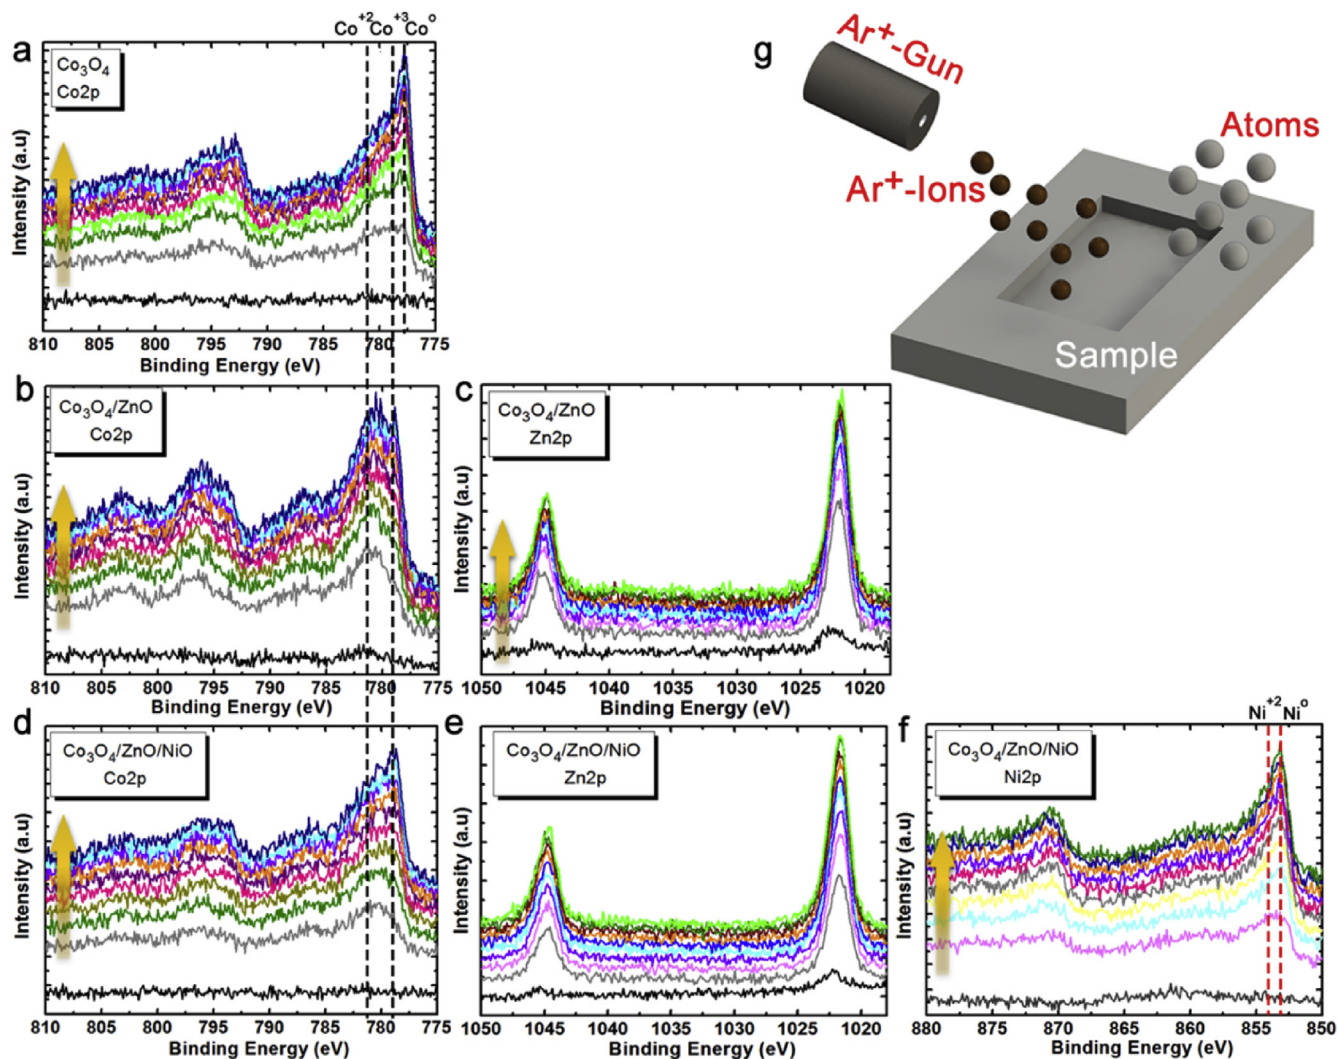 Co⁺²Co⁺³Co⁰
a
Co₃O₄
Co2p
Intensity (a.u)
810 805 800 795 790 785 780 775
Binding Energy (eV)
g
Ar⁺-Gun
Atoms
Ar⁺-Ions
Sample
b
Co₃O₄/ZnO
Co2p
Intensity (a.u)
810 805 800 795 790 785 780 775
Binding Energy (eV)
c
Co₃O₄/ZnO
Zn2p
Intensity (a.u)
1050 1045 1040 1035 1030 1025 1020
Binding Energy (eV)
d
Co₃O₄/ZnO/NiO
Co2p
Intensity (a.u)
810 805 800 795 790 785 780 775
Binding Energy (eV)
e
Co₃O₄/ZnO/NiO
Zn2p
Intensity (a.u)
1050 1045 1040 1035 1030 1025 1020
Binding Energy (eV)
Ni⁺² Ni⁰
f
Co₃O₄/ZnO/NiO
Ni2p
Intensity (a.u)
880 875 870 865 860 855 850
Binding Energy (eV)